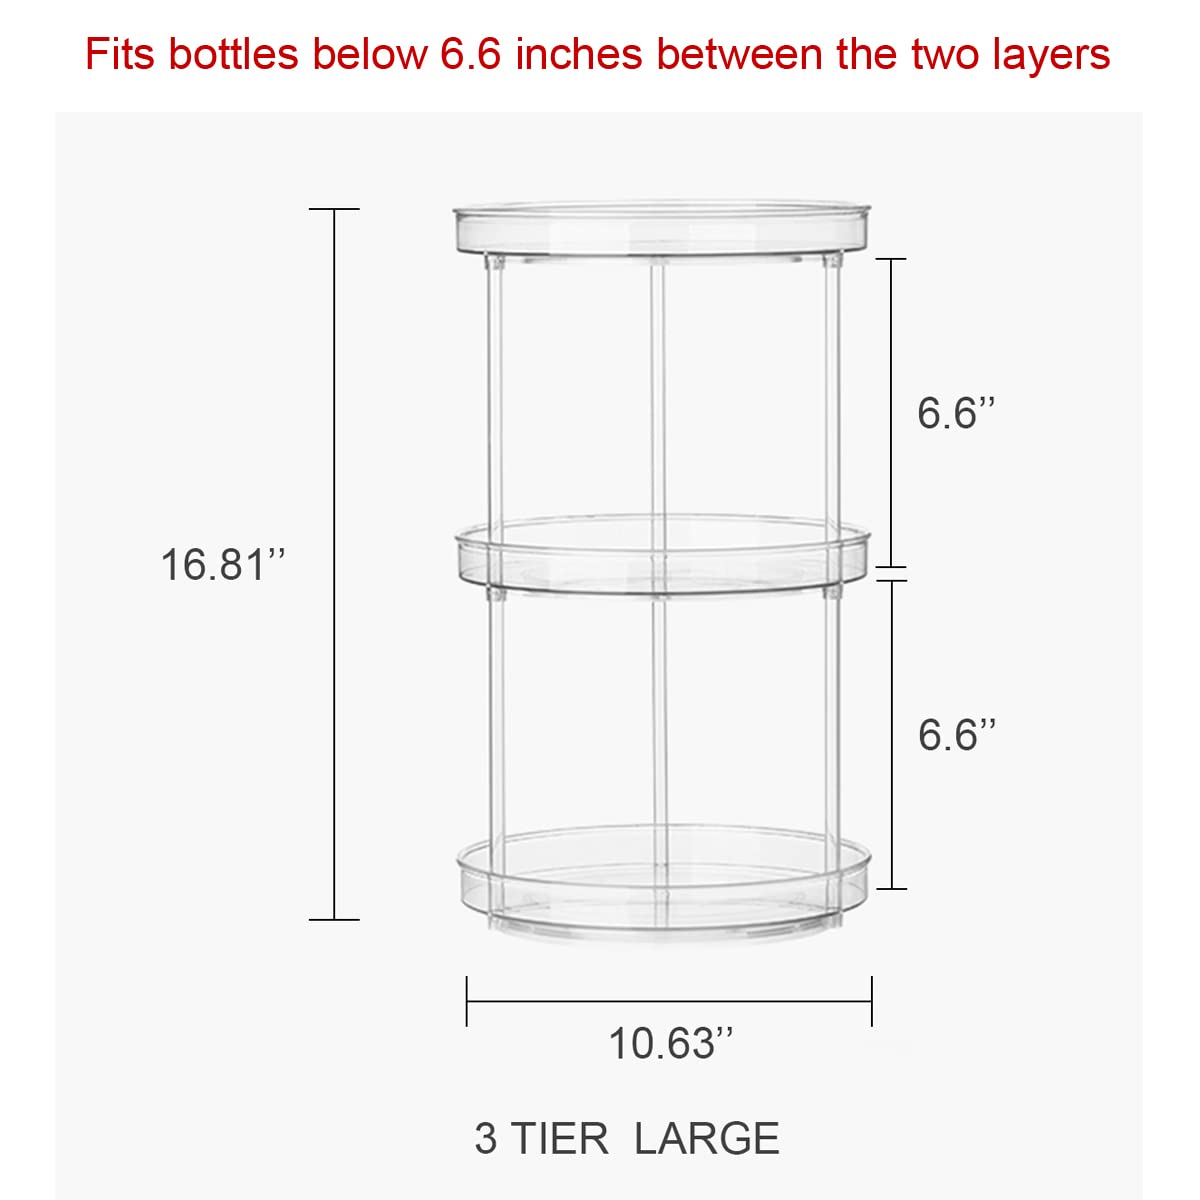 Fits bottles below 6.6 inches between the two layers
6.6’’
16.81’’
6.6’’
10.63’’
3 TIER  LARGE